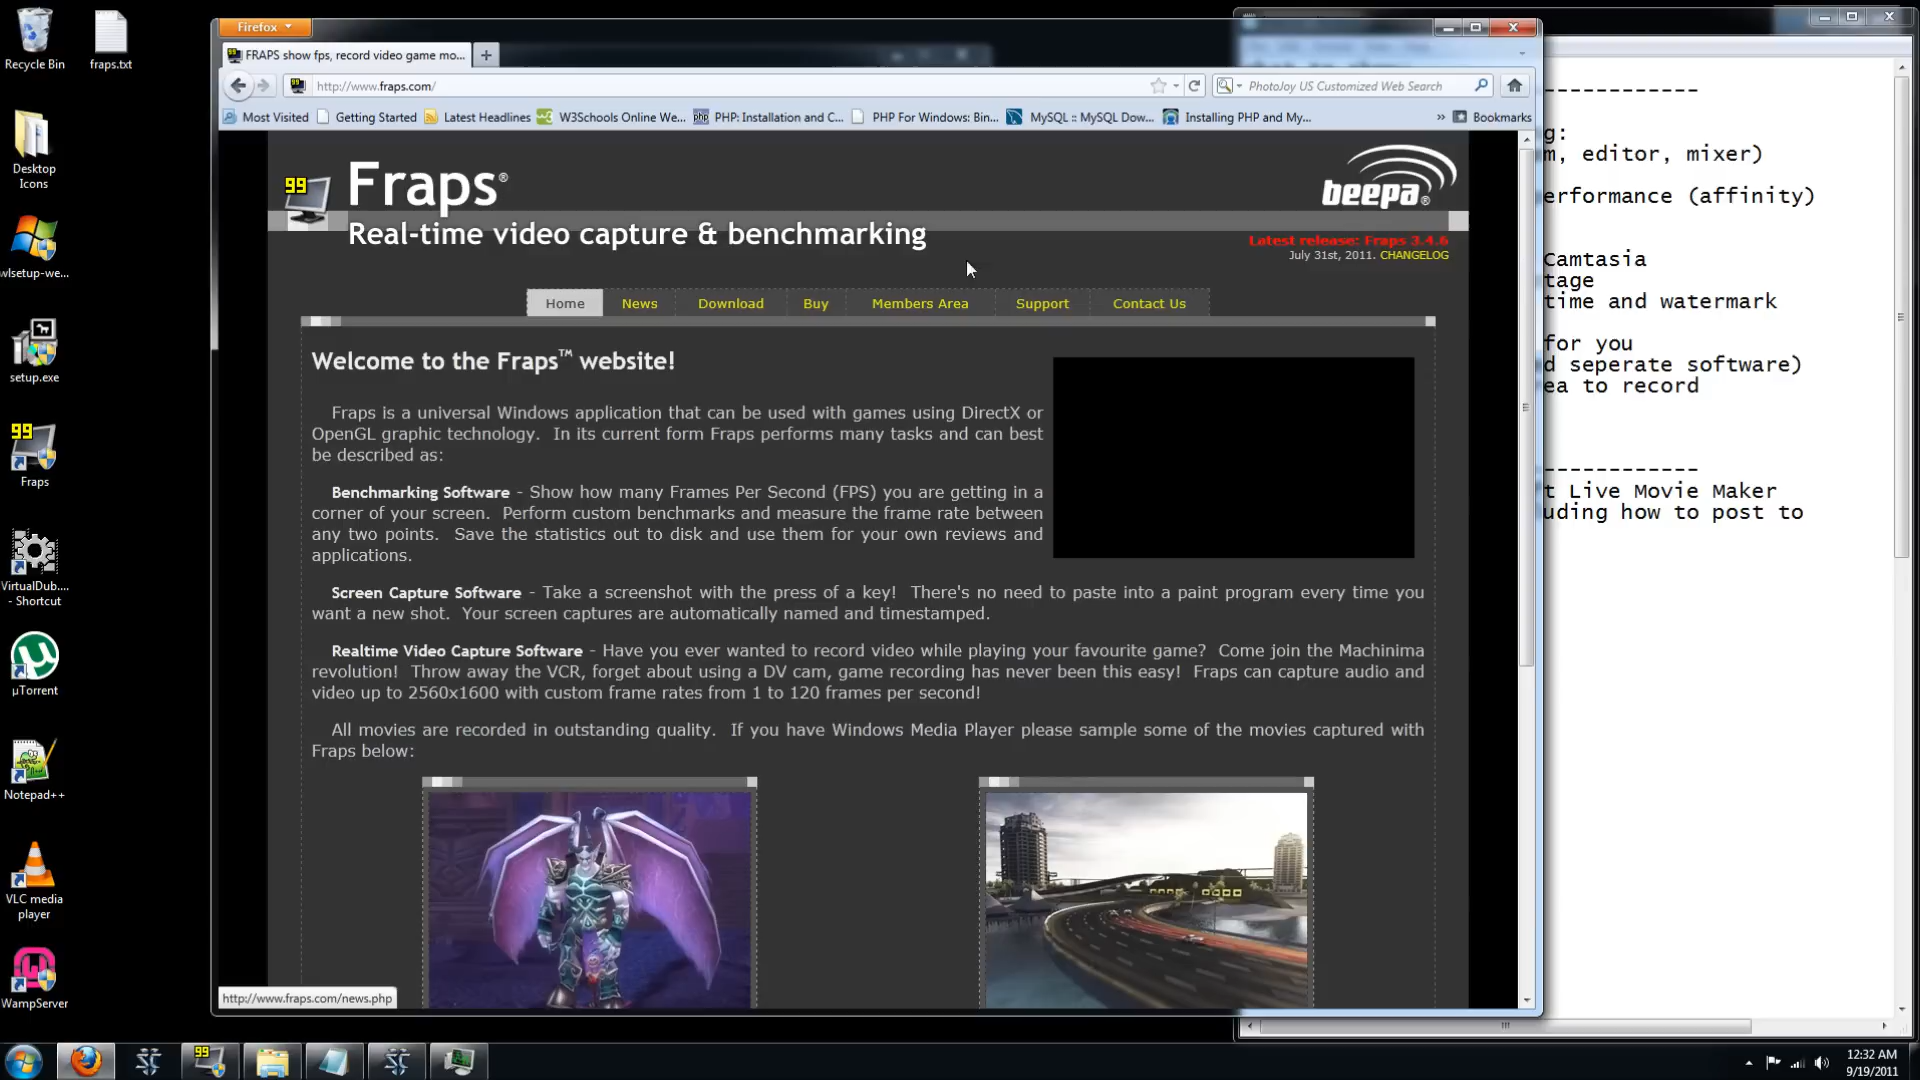 Recycle Bin
fraps.txt
Desktop
Icons
wlsetup-we...
setup.exe
99
Fraps
VirtualDub....
- Shortcut
µTorrent
Notepad++
VLC media
player
WampServer
Firefox
FRAPS show fps, record video game mo...
http://www.fraps.com/
PhotoJoy US Customized Web Search
Most Visited
Getting Started
Latest Headlines
W3Schools Online We...
PHP: Installation and C...
PHP For Windows: Bin...
MySQL :: MySQL Dow...
Installing PHP and My...
»
Bookmarks
99
Fraps®
beepa®
Real-time video capture & benchmarking
Latest release: Fraps 3.4.6
July 31st, 2011. CHANGELOG
Home News Download Buy Members Area Support Contact Us
Welcome to the Fraps™ website!
Fraps is a universal Windows application that can be used with games using DirectX or
OpenGL graphic technology. In its current form Fraps performs many tasks and can best
be described as:
Benchmarking Software - Show how many Frames Per Second (FPS) you are getting in a
corner of your screen. Perform custom benchmarks and measure the frame rate between
any two points. Save the statistics out to disk and use them for your own reviews and
applications.
Screen Capture Software - Take a screenshot with the press of a key! There's no need to paste into a paint program every time you
want a new shot. Your screen captures are automatically named and timestamped.
Realtime Video Capture Software - Have you ever wanted to record video while playing your favourite game? Come join the Machinima
revolution! Throw away the VCR, forget about using a DV cam, game recording has never been this easy! Fraps can capture audio and
video up to 2560x1600 with custom frame rates from 1 to 120 frames per second!
All movies are recorded in outstanding quality. If you have Windows Media Player please sample some of the movies captured with
Fraps below:
http://www.fraps.com/news.php
------------
g:
m, editor, mixer)
erformance (affinity)
Camtasia
tage
time and watermark
for you
d seperate software)
ea to record
------------
t Live Movie Maker
uding how to post to
99
12:32 AM
9/19/2011